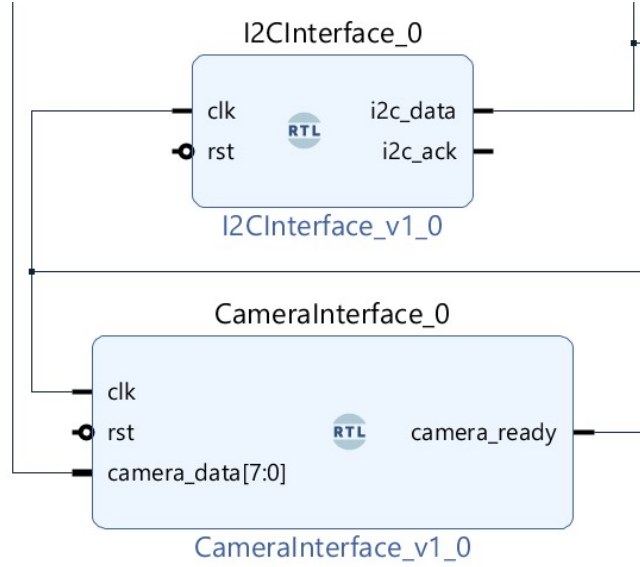 I2CInterface_0
clk
i2c_data
RTL
rst
i2c_ack
I2CInterface_v1_0
CameraInterface_0
clk
rst
RTL
camera_ready
camera_data[7:0]
CameraInterface_v1_0